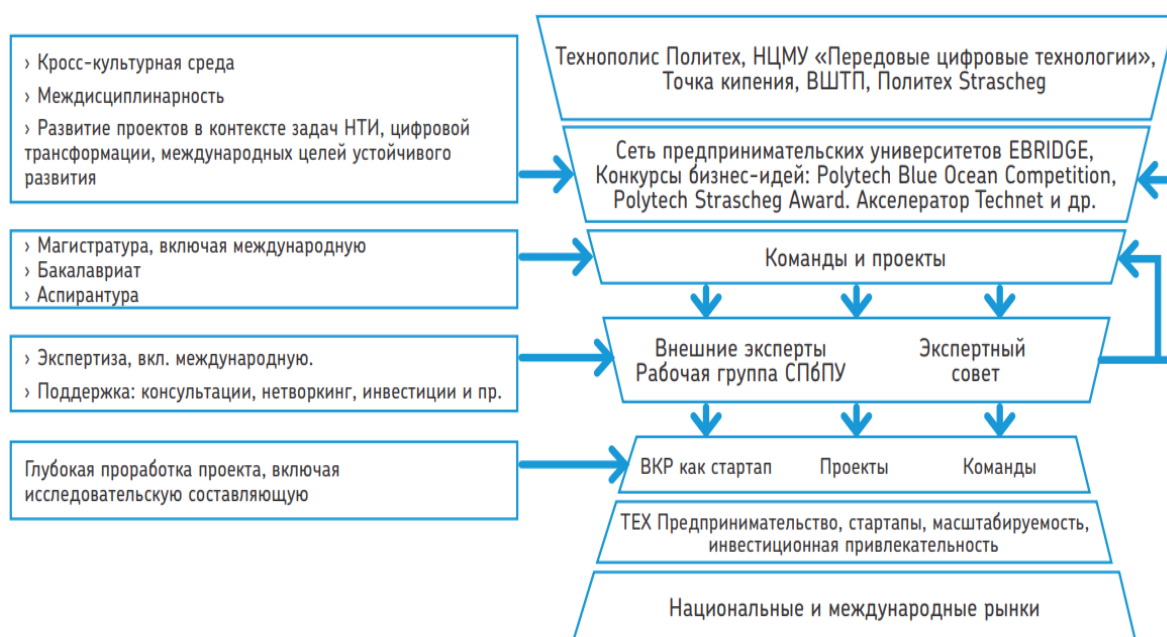 › Кросс-культурная среда
› Междисциплинарность
› Развитие проектов в контексте задач НТИ, цифровой
трансформации, международных целей устойчивого
развития
Технополис Политех, НЦМУ «Передовые цифровые технологии»,
Точка кипения, ВШТП, Политех Strascheg
Сеть предпринимательских университетов EBRIDGE,
Конкурсы бизнес-идей: Polytech Blue Ocean Competition,
Polytech Strascheg Award. Акселератор Technet и др.
› Магистратура, включая международную
› Бакалавриат
› Аспирантура
Команды и проекты
› Экспертиза, вкл. международную.
› Поддержка: консультации, нетворкинг, инвестиции и пр.
Внешние эксперты
Рабочая группа СПбПУ
Экспертный
совет
Глубокая проработка проекта, включая
исследовательскую составляющую
ВКР как стартап
Проекты
Команды
ТЕХ Предпринимательство, стартапы, масштабируемость,
инвестиционная привлекательность
Национальные и международные рынки